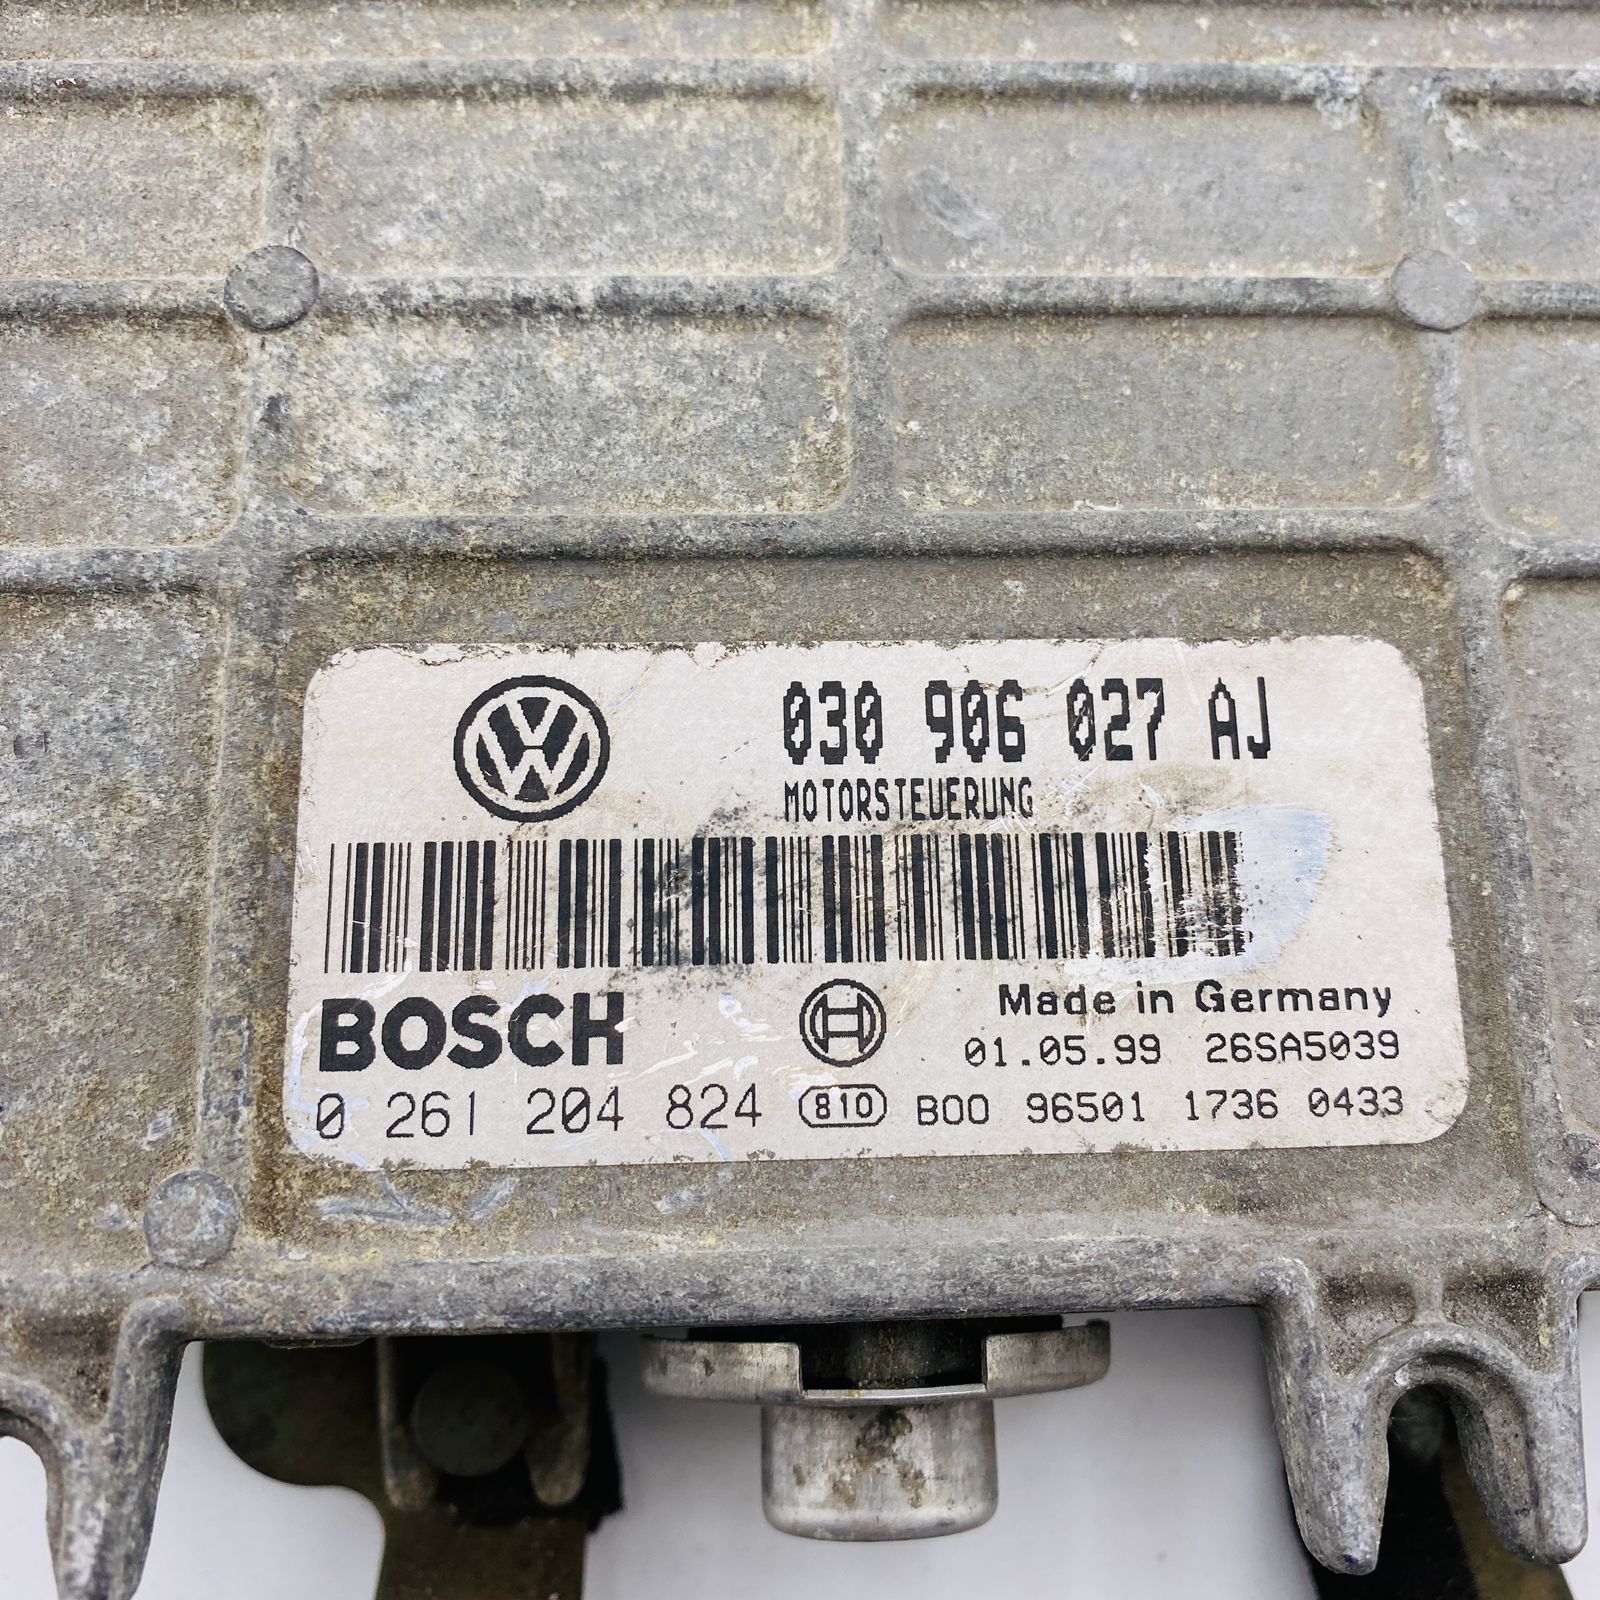 030 906 027 AJ
MOTORSTEUERUNG
BOSCH
Made in Germany
01.05.99 26SA5039
0 261 204 824 810 B00 96501 1736 0433